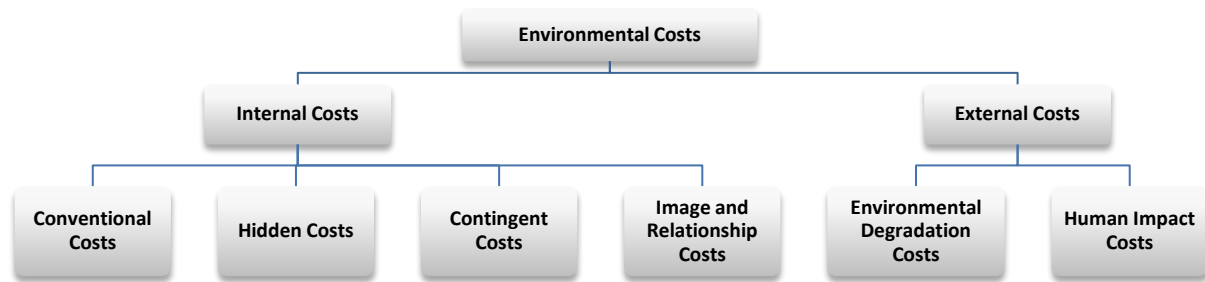 Environmental Costs
Internal Costs
External Costs
Conventional
Costs
Hidden Costs
Contingent
Costs
Image and
Relationship
Costs
Environmental
Degradation
Costs
Human Impact
Costs